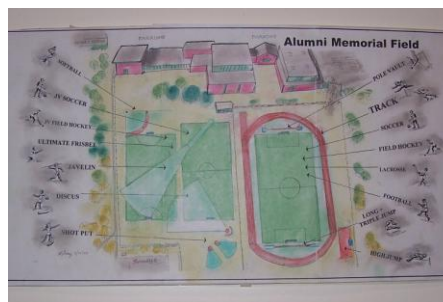 Alumni Memorial Field
SOFTBALL
JV SOCCER
JV FIELD HOCKEY
ULTIMATE FRISBEE
JAVELIN
DISCUS
SHOT PUT
POLE VAULT
TRACK
SOCCER
FIELD HOCKEY
LACROSSE
FOOTBALL
LONG +
TRIPLE JUMP
HIGH JUMP